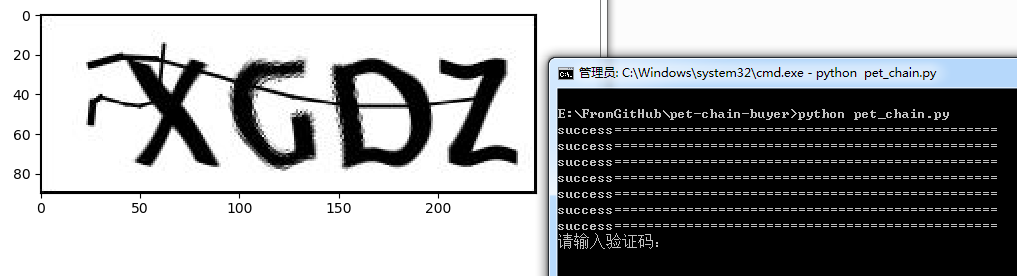 0
20
40
60
80
XGDZ
0 50 100 150 200
管理员: C:\Windows\system32\cmd.exe - python pet_chain.py
E:\FromGitHub\pet-chain-buyer>python pet_chain.py
success================================================
success================================================
success================================================
success================================================
success================================================
success================================================
success================================================
请输入验证码: